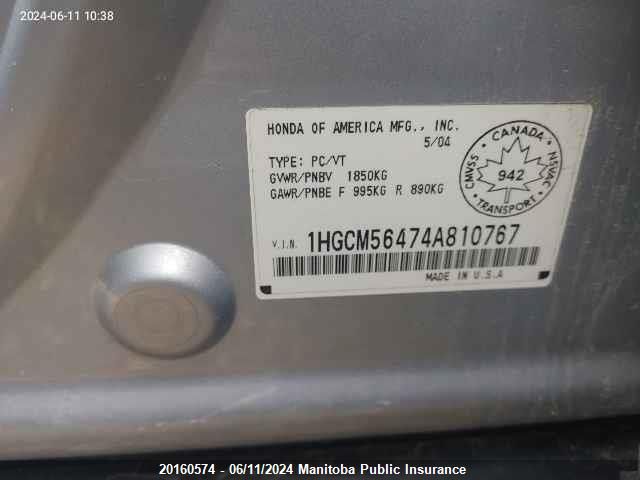 2024-06-11 10:38
HONDA OF AMERICA MFG., INC.
5/04
TYPE: PC/VT
GVWR/PNBV 1850KG
GAWR/PNBE F 995KG R 890KG
CANADA
CMVSS 942 NSVAC
TRANSPORT
V.I.N. 1HGCM56474A810767
MADE IN U.S.A
20160574 - 06/11/2024 Manitoba Public Insurance